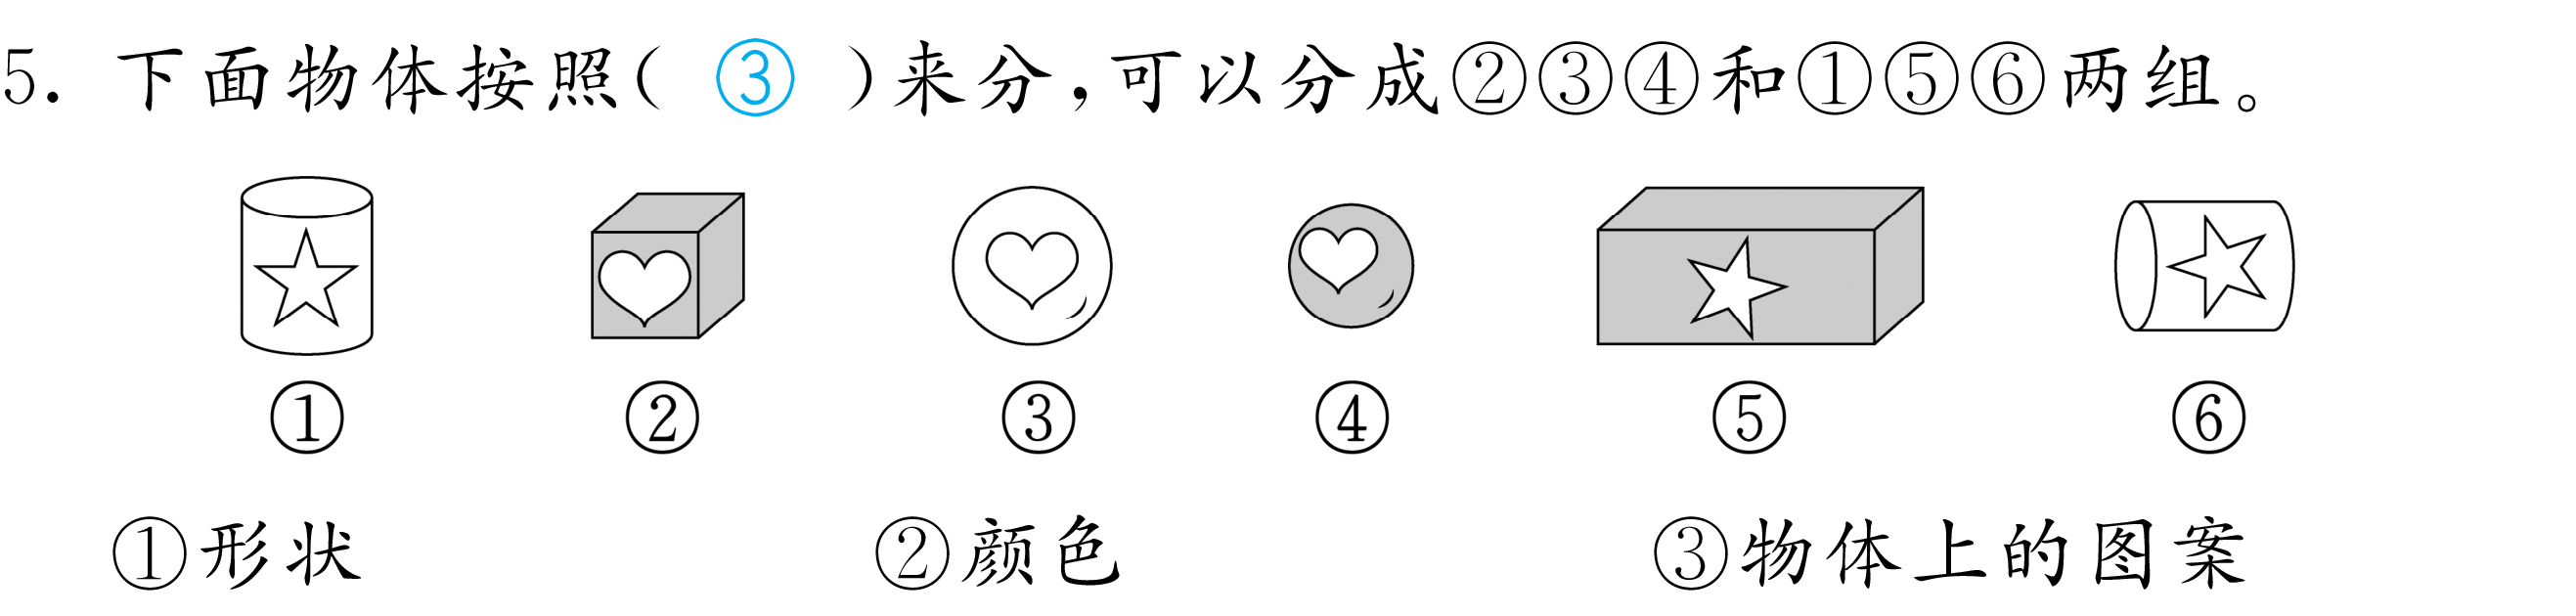 5. 下面物体按照( ③ )来分,可以分成②③④和①⑤⑥两组。
① ② ③ ④ ⑤ ⑥
①形状 ②颜色 ③物体上的图案